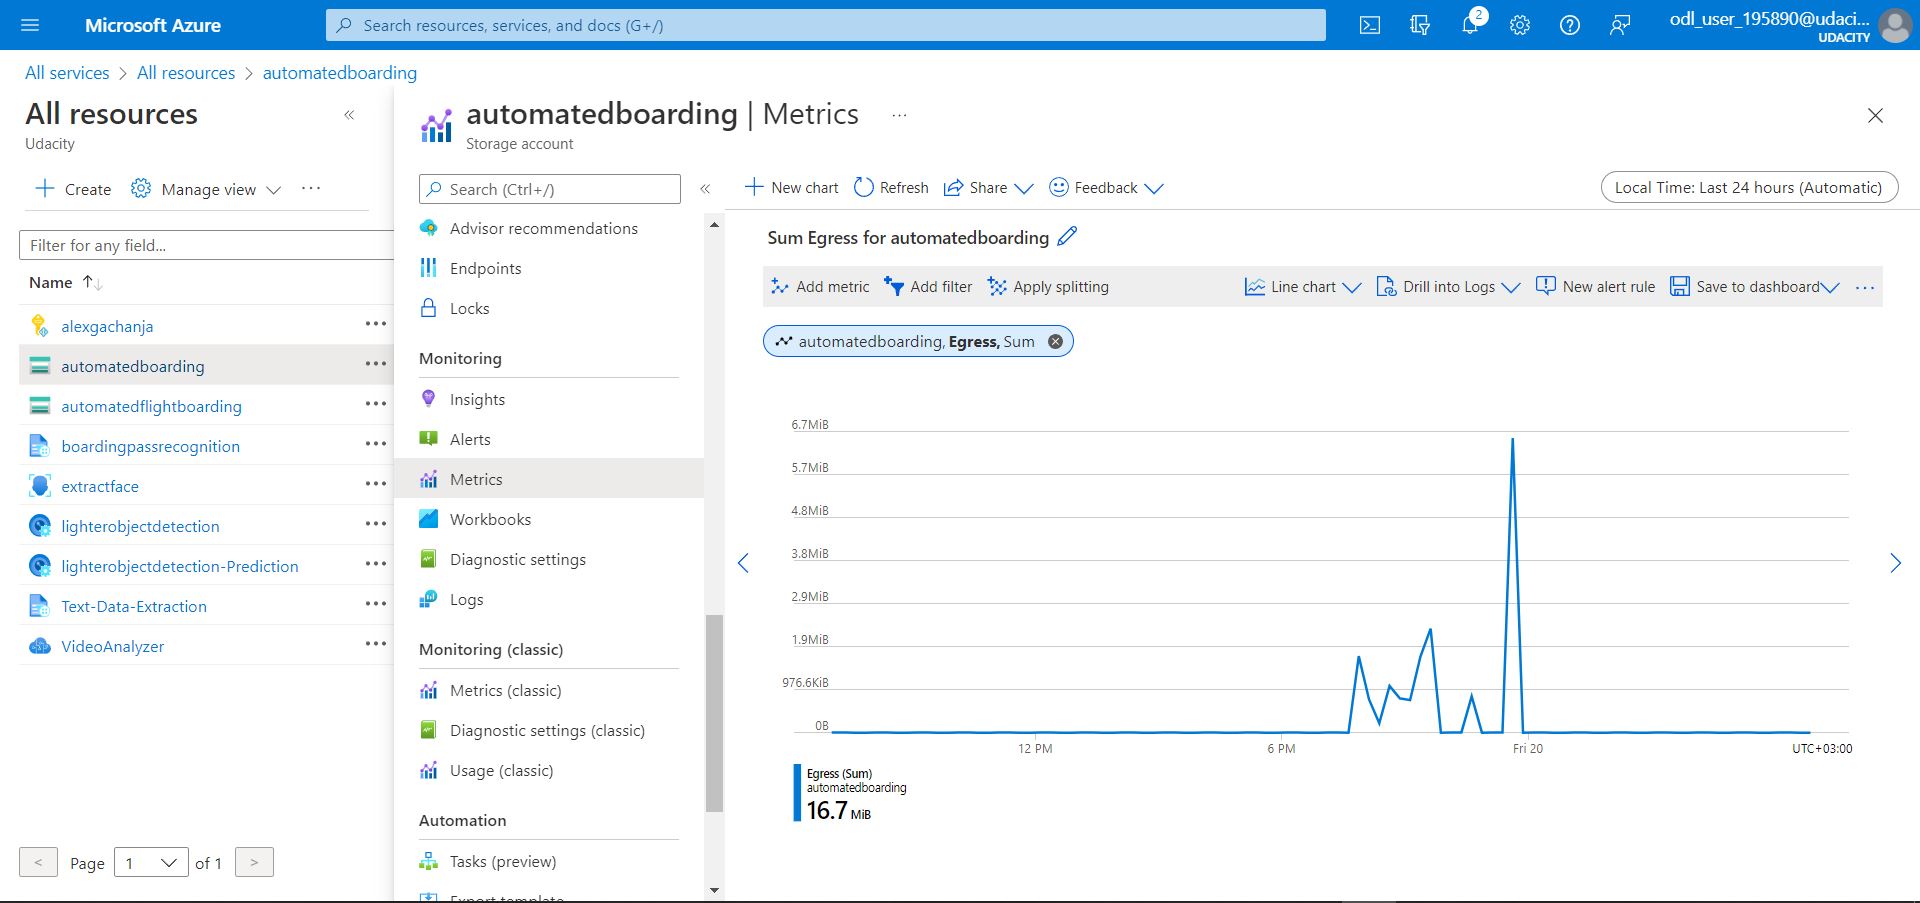 Microsoft Azure
Search resources, services, and docs (G+/)
2
odl_user_195890@udaci...
UDACITY
All services > All resources > automatedboarding
All resources
Udacity
Create
Manage view
...
Filter for any field...
Name
alexgachanja
automatedboarding
automatedflightboarding
boardingpassrecognition
extractface
lighterobjectdetection
lighterobjectdetection-Prediction
Text-Data-Extraction
VideoAnalyzer
< Page 1 of 1 >
automatedboarding | Metrics ...
Storage account
Search (Ctrl+/)
Advisor recommendations
Endpoints
Locks
Monitoring
Insights
Alerts
Metrics
Workbooks
Diagnostic settings
Logs
Monitoring (classic)
Metrics (classic)
Diagnostic settings (classic)
Usage (classic)
Automation
Tasks (preview)
Export template
New chart
Refresh
Share
Feedback
Local Time: Last 24 hours (Automatic)
Sum Egress for automatedboarding
Add metric
Add filter
Apply splitting
Line chart
Drill into Logs
New alert rule
Save to dashboard
...
automatedboarding, Egress, Sum
6.7MiB
5.7MiB
4.8MiB
3.8MiB
2.9MiB
1.9MiB
976.6KiB
0B
12 PM
6 PM
Fri 20
UTC+03:00
Egress (Sum)
automatedboarding
16.7 MiB